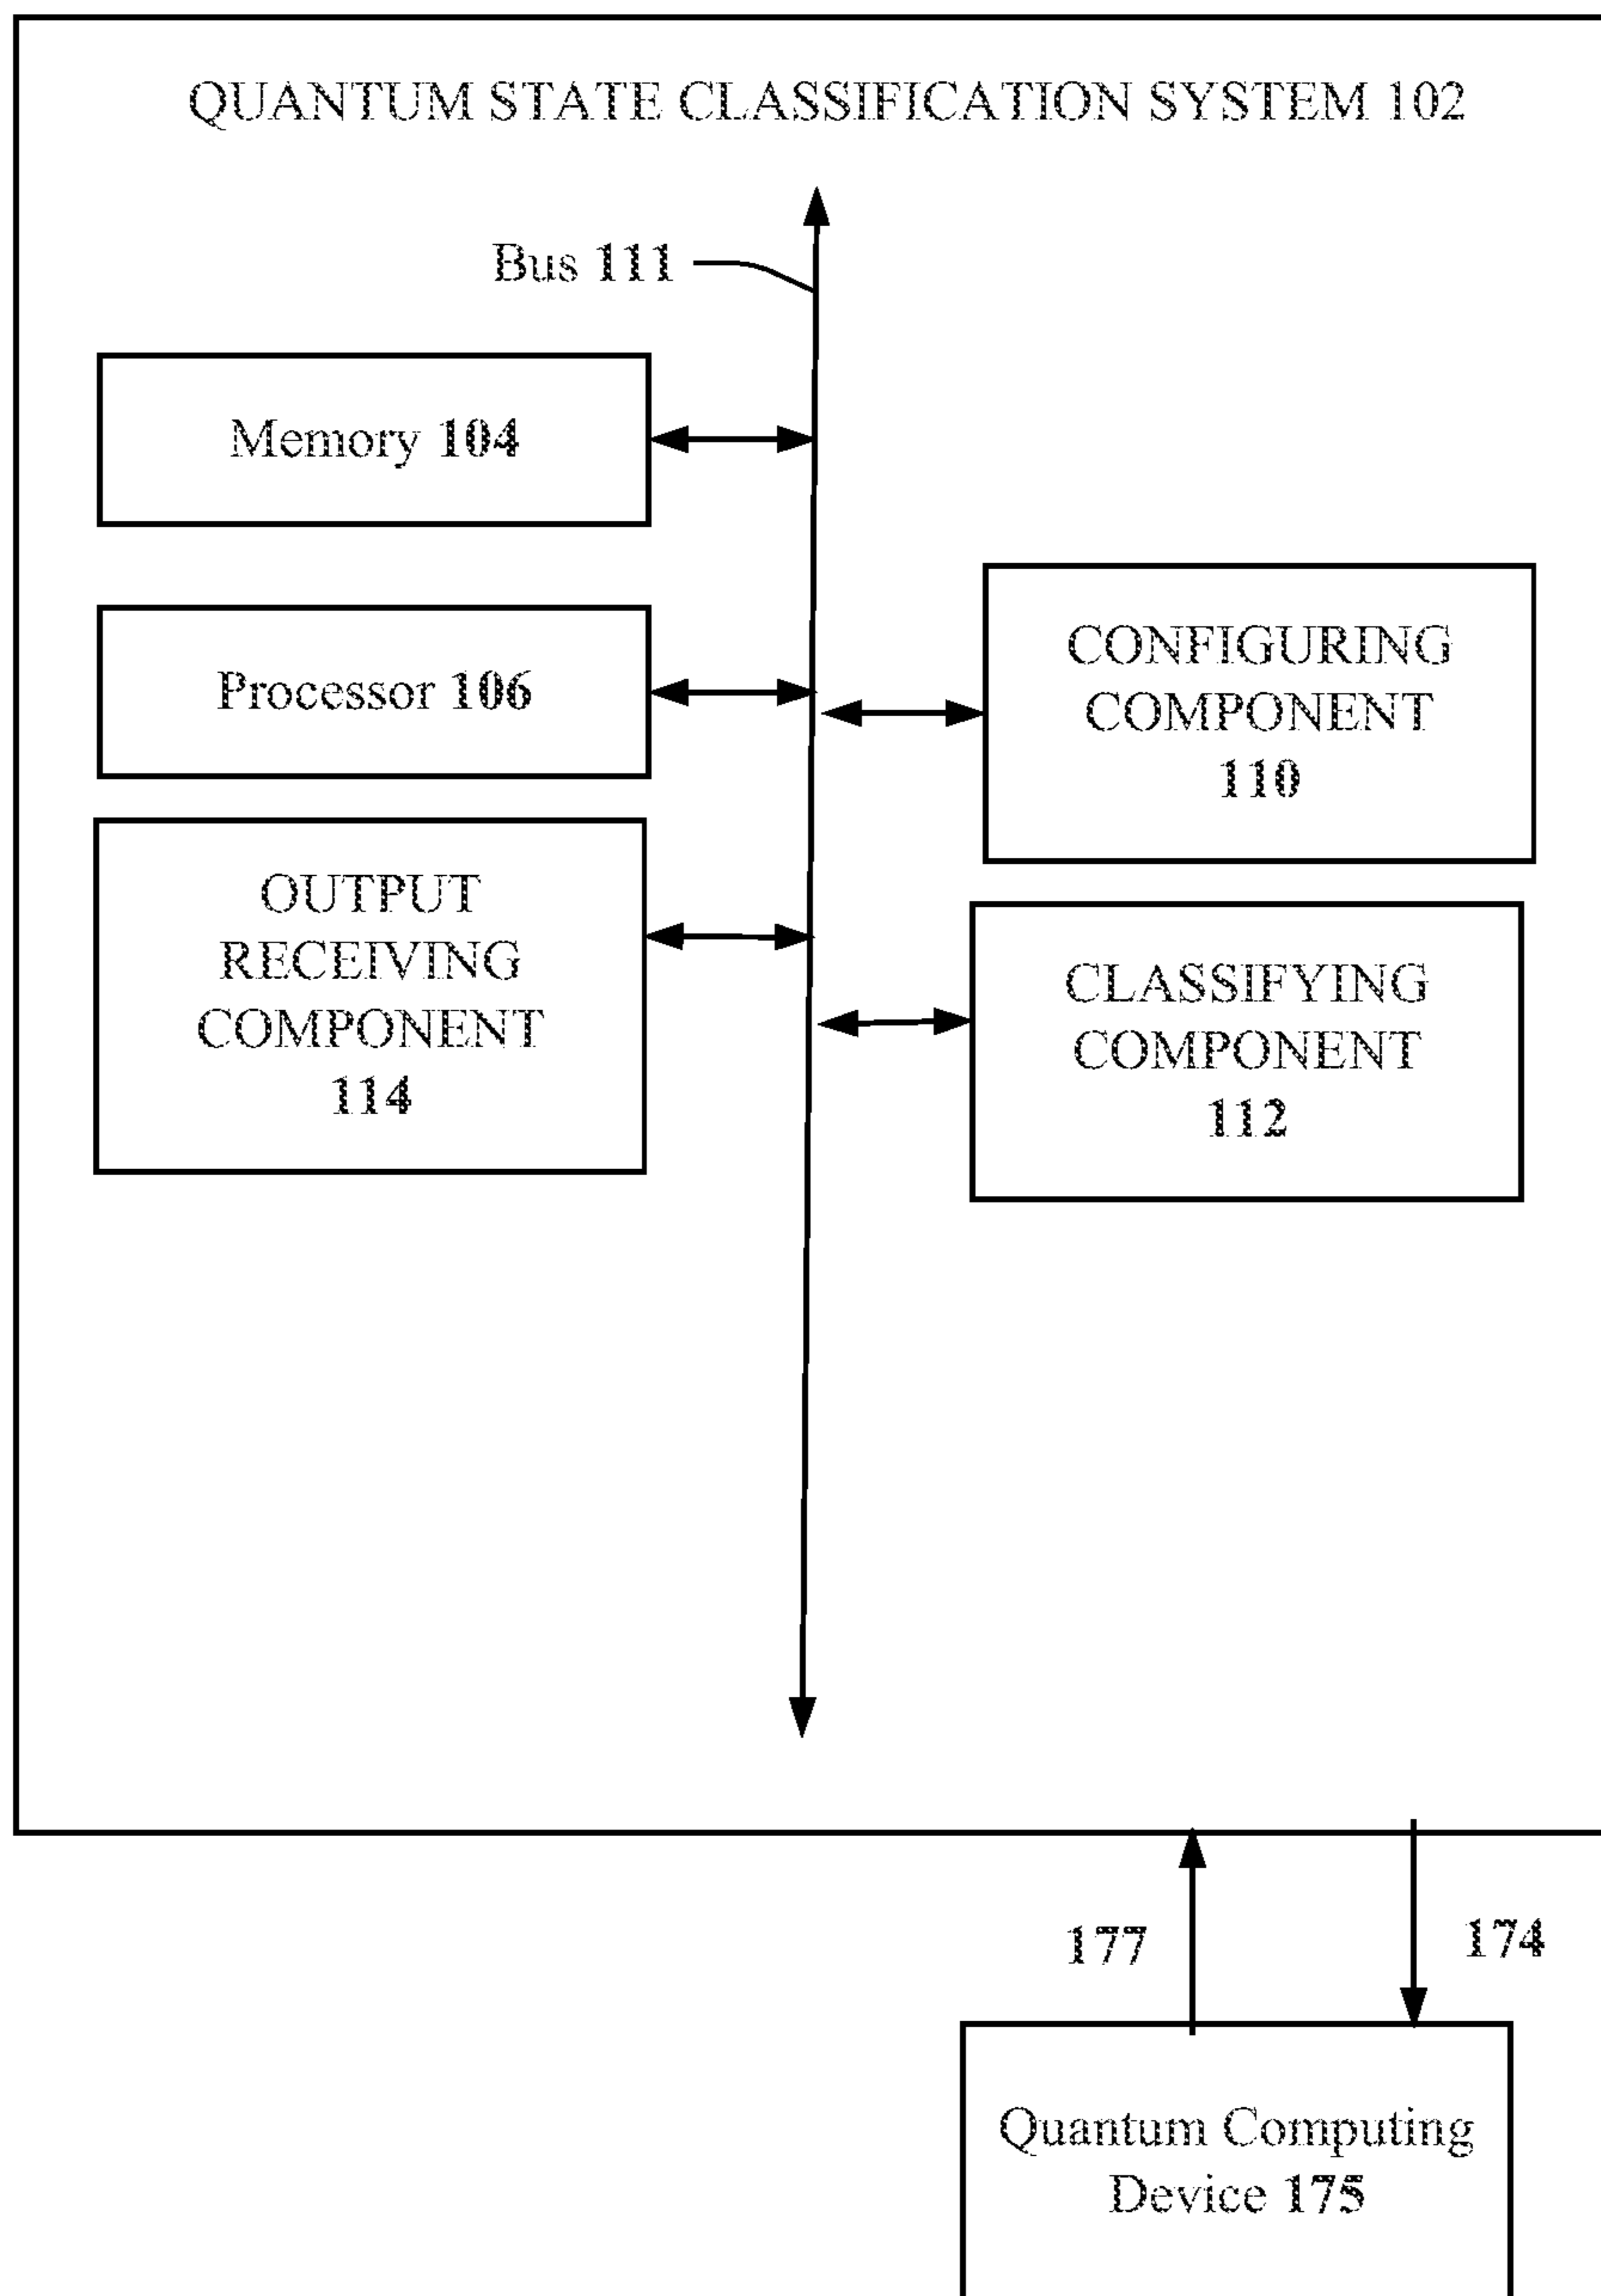 QUANTUM STATE CLASSIFICATION SYSTEM 102
Bus 111
Memory 104
Processor 106
CONFIGURING
COMPONENT
110
OUTPUT
RECEIVING
COMPONENT
114
CLASSIFYING
COMPONENT
112
177
174
Quantum Computing
Device 175